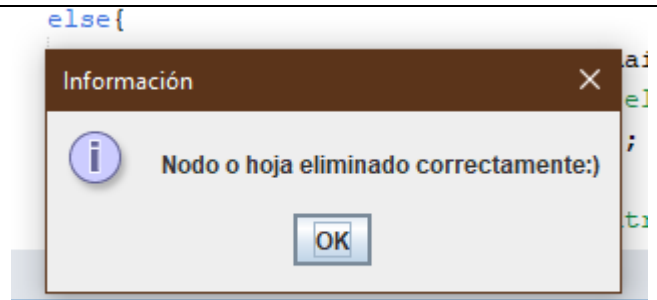 else{
Información
Nodo o hoja eliminado correctamente:)
OK
;